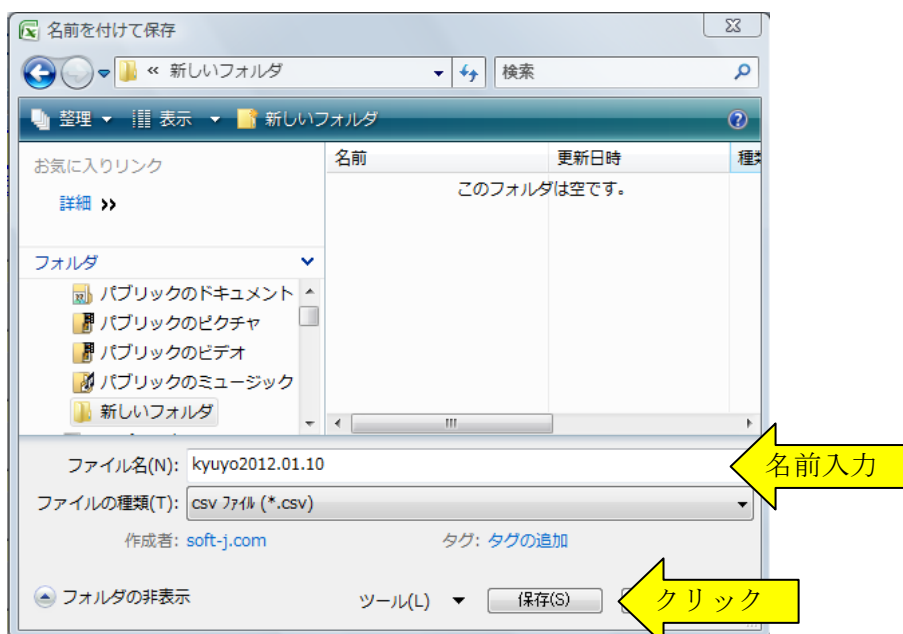 名前を付けて保存
« 新しいフォルダ
検索
整理 表示 新しいフォルダ
お気に入りリンク
詳細 »
名前 更新日時 種
このフォルダは空です。
フォルダ
パブリックのドキュメント
パブリックのピクチャ
パブリックのビデオ
パブリックのミュージック
新しいフォルダ
ファイル名(N): kyuyo2012.01.10
名前入力
ファイルの種類(T): csv ファイル (*.csv)
作成者: soft-j.com タグ: タグの追加
フォルダの非表示 ツール(L) 保存(S)
クリック